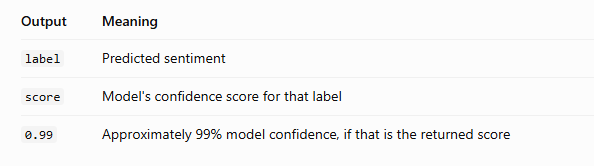 Output Meaning
label Predicted sentiment
score Model's confidence score for that label
0.99 Approximately 99% model confidence, if that is the returned score